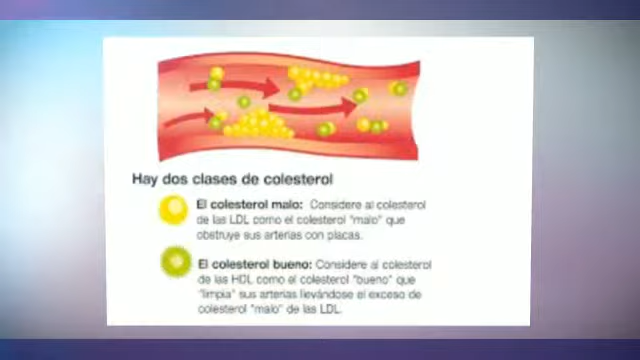 Hay dos clases de colesterol
El colesterol malo: Considere al colesterol
de las LDL como el colesterol "malo" que
obstruye sus arterias con placas.
El colesterol bueno: Considere al colesterol
de las HDL como el colesterol "bueno" que
"limpia" sus arterias llevándose el exceso de
colesterol "malo" de las LDL.